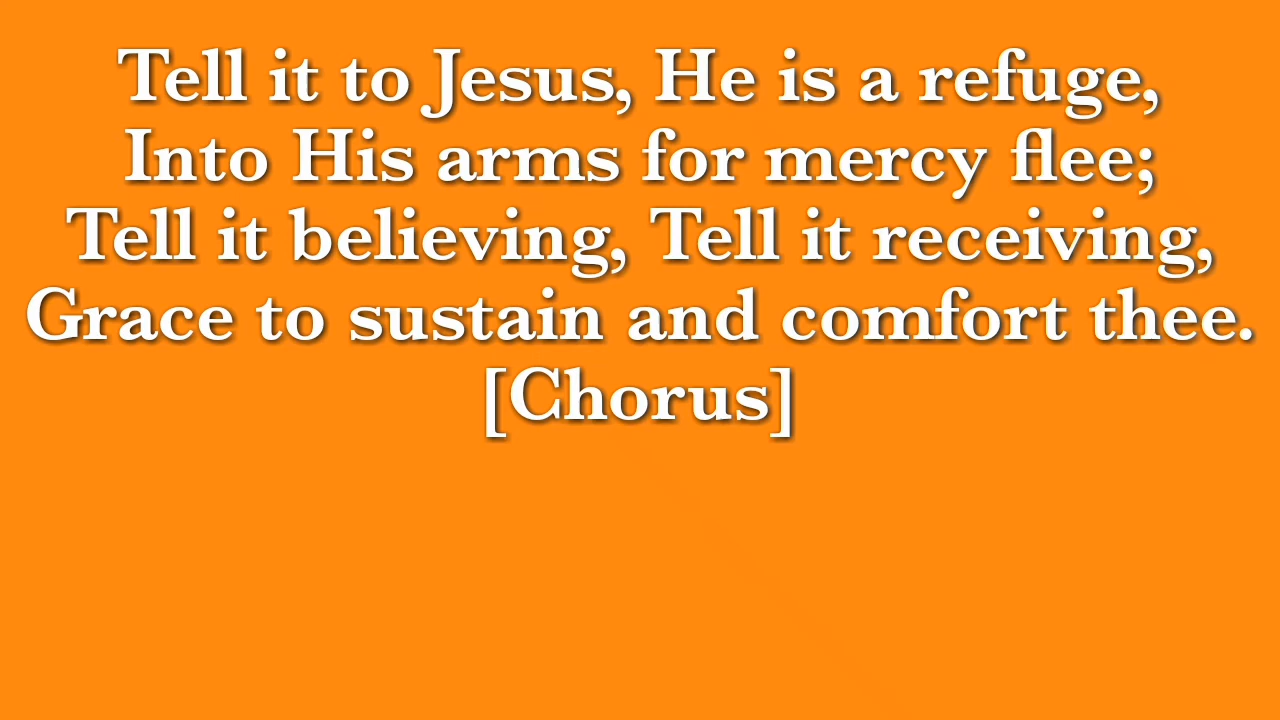 Tell it to Jesus, He is a refuge,
Into His arms for mercy flee;
Tell it believing, Tell it receiving,
Grace to sustain and comfort thee.
[Chorus]